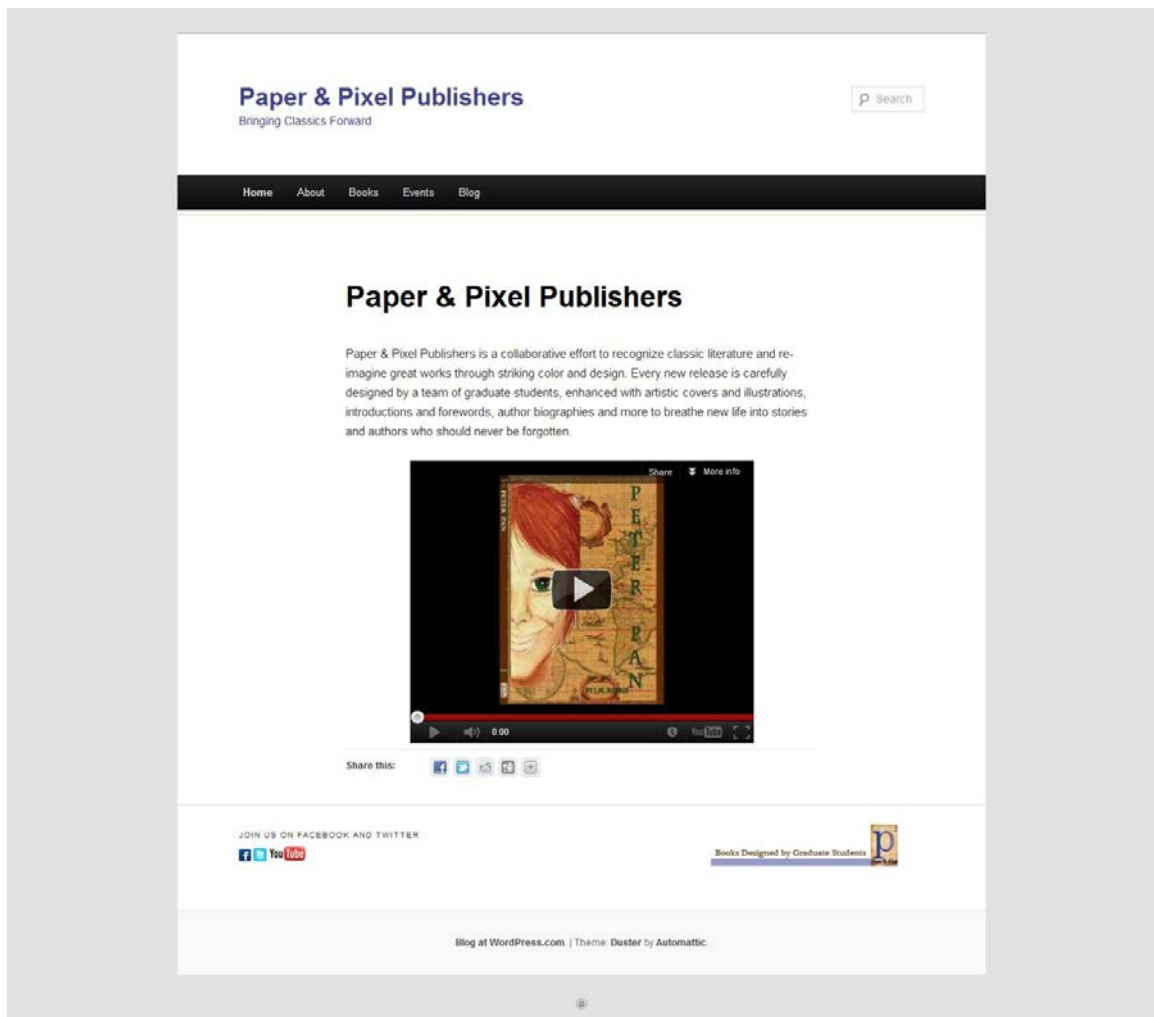 Paper & Pixel Publishers
Bringing Classics Forward
Search
Home About Books Events Blog
Paper & Pixel Publishers
Paper & Pixel Publishers is a collaborative effort to recognize classic literature and re-
imagine great works through striking color and design. Every new release is carefully
designed by a team of graduate students, enhanced with artistic covers and illustrations,
introductions and forewords, author biographies and more to breathe new life into stories
and authors who should never be forgotten.
Share More info
PETER PAN
PETER PAN
0:00 YouTube
Share this:
JOIN US ON FACEBOOK AND TWITTER
YouTube
Books Designed by Graduate Students
p
Blog at WordPress.com. | Theme: Duster by Automattic.